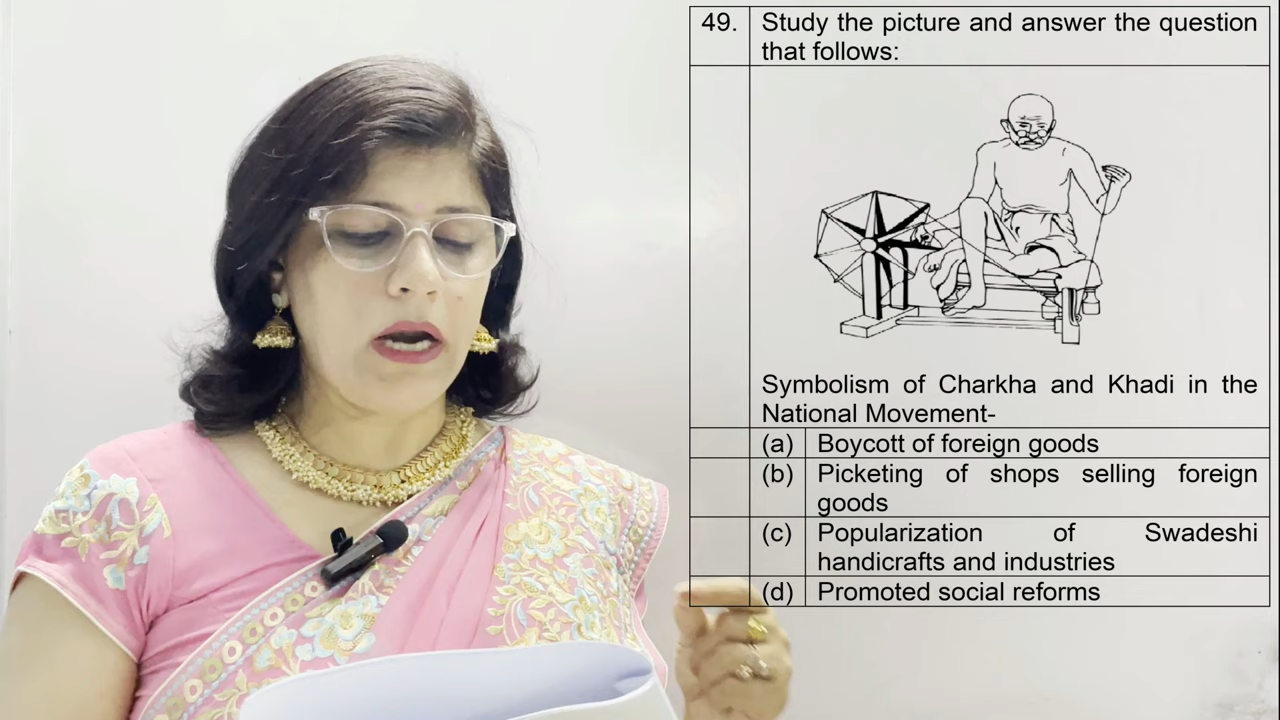 49. Study the picture and answer the question
that follows:
Symbolism of Charkha and Khadi in the
National Movement-
(a) Boycott of foreign goods
(b) Picketing of shops selling foreign
goods
(c) Popularization of Swadeshi
handicrafts and industries
(d) Promoted social reforms